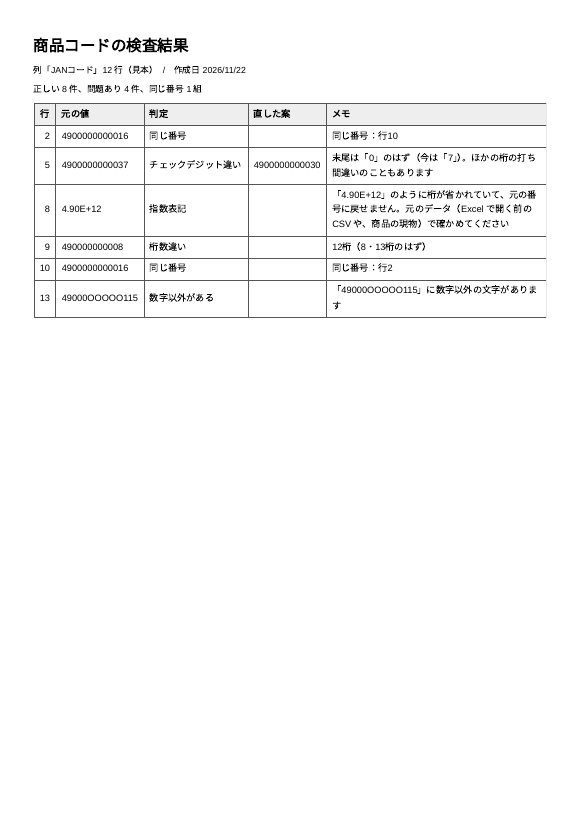 商品コードの検査結果
列「JANコード」12 行（見本） / 作成日 2026/11/22
正しい 8 件、問題あり 4 件、同じ番号 1 組
行 元の値 判定 直した案 メモ
2 4900000000016 同じ番号 同じ番号：行10
5 4900000000037 チェックデジット違い 4900000000030 末尾は「0」のはず（今は「7」）。ほかの桁の打ち
間違いのこともあります
8 4.90E+12 指数表記 「4.90E+12」のように桁が省かれていて、元の番
号に戻せません。元のデータ（Excel で開く前の
CSV や、商品の現物）で確かめてください
9 490000000008 桁数違い 12桁（8・13桁のはず）
10 4900000000016 同じ番号 同じ番号：行2
13 49000OOOOO115 数字以外がある 「49000OOOOO115」に数字以外の文字がありま
す